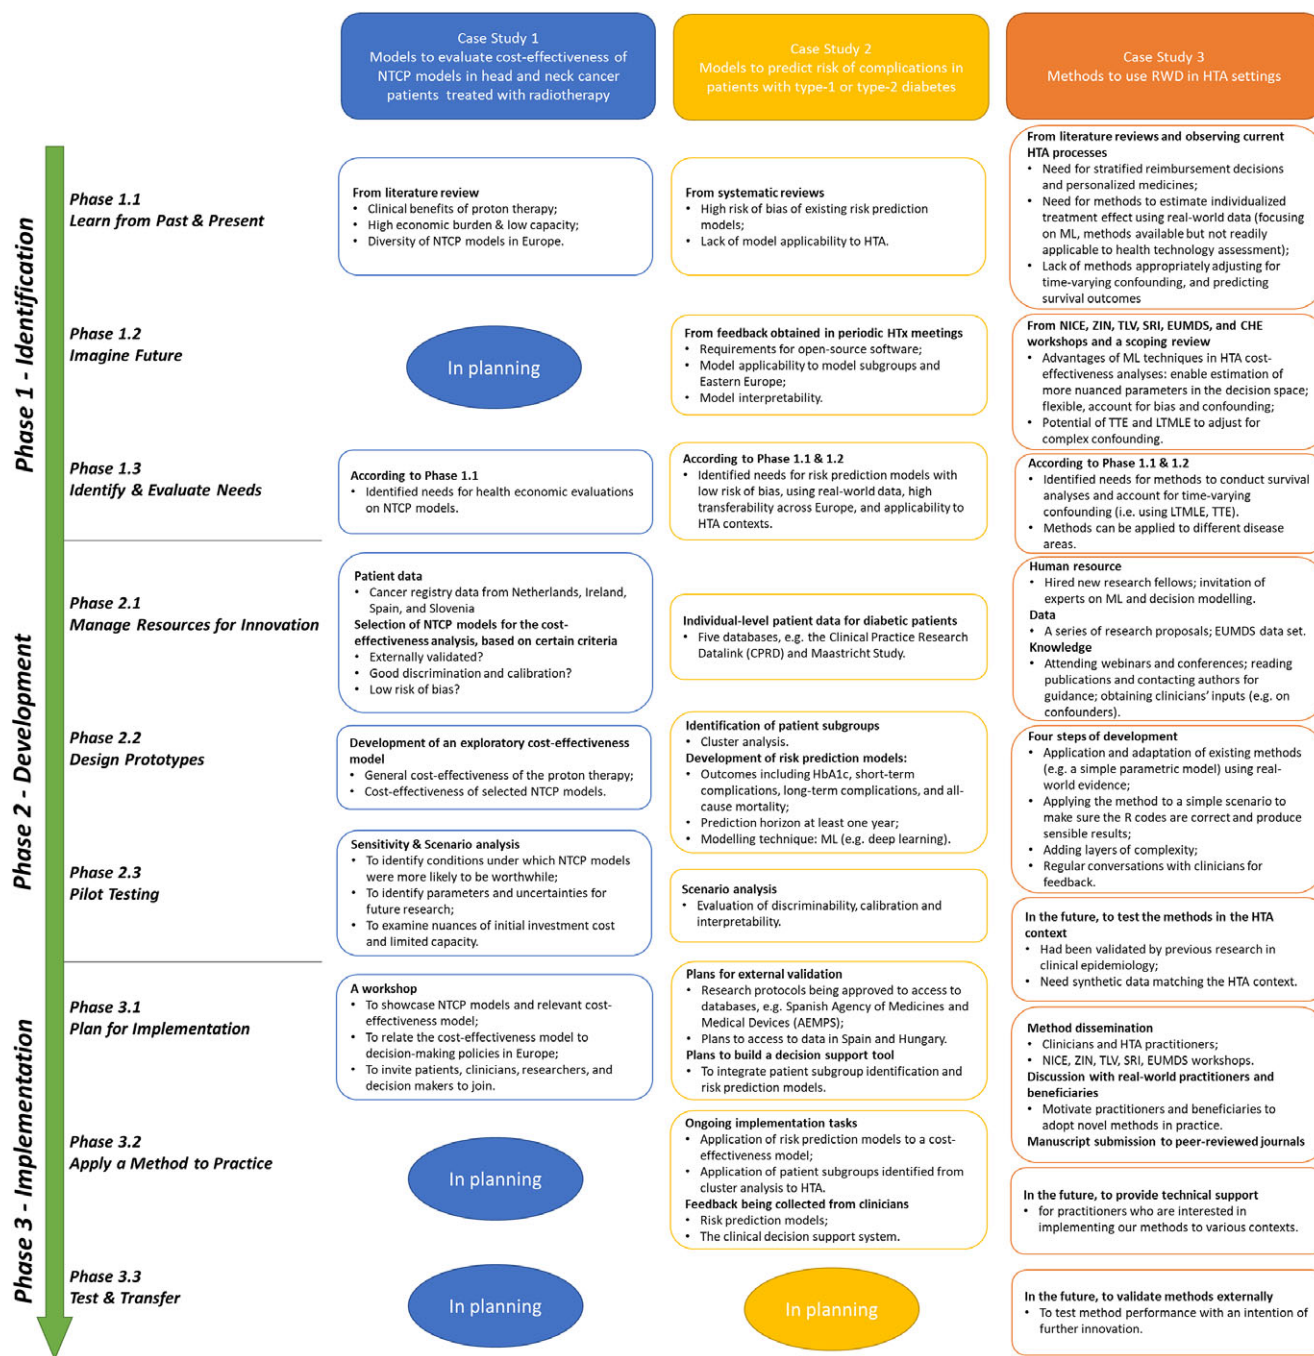 Case Study 1
Models to evaluate cost-effectiveness of
NTCP models in head and neck cancer
patients treated with radiotherapy
Case Study 2
Models to predict risk of complications in
patients with type-1 or type-2 diabetes
Case Study 3
Methods to use RWD in HTA settings
Phase 1 - Identification
Phase 1.1
Learn from Past & Present
From literature review
• Clinical benefits of proton therapy;
• High economic burden & low capacity;
• Diversity of NTCP models in Europe.
From systematic reviews
• High risk of bias of existing risk prediction
models;
• Lack of model applicability to HTA.
From literature reviews and observing current
HTA processes
• Need for stratified reimbursement decisions
and personalized medicines;
• Need for methods to estimate individualized
treatment effect using real-world data (focusing
on ML, methods available but not readily
applicable to health technology assessment);
• Lack of methods appropriately adjusting for
time-varying confounding, and predicting
survival outcomes
Phase 1.2
Imagine Future
In planning
From feedback obtained in periodic HTx meetings
• Requirements for open-source software;
• Model applicability to model subgroups and
Eastern Europe;
• Model interpretability.
From NICE, ZIN, TLV, SRI, EUMDS, and CHE
workshops and a scoping review
• Advantages of ML techniques in HTA cost-
effectiveness analyses: enable estimation of
more nuanced parameters in the decision space;
flexible, account for bias and confounding;
• Potential of TTE and LTMLE to adjust for
complex confounding.
Phase 1.3
Identify & Evaluate Needs
According to Phase 1.1
• Identified needs for health economic evaluations
on NTCP models.
According to Phase 1.1 & 1.2
• Identified needs for risk prediction models with
low risk of bias, using real-world data, high
transferability across Europe, and applicability to
HTA contexts.
According to Phase 1.1 & 1.2
• Identified needs for methods to conduct survival
analyses and account for time-varying
confounding (i.e. using LTMLE, TTE).
• Methods can be applied to different disease
areas.
Phase 2 - Development
Phase 2.1
Manage Resources for Innovation
Patient data
• Cancer registry data from Netherlands, Ireland,
Spain, and Slovenia
Selection of NTCP models for the cost-
effectiveness analysis, based on certain criteria
• Externally validated?
• Good discrimination and calibration?
• Low risk of bias?
Individual-level patient data for diabetic patients
• Five databases, e.g. the Clinical Practice Research
Datalink (CPRD) and Maastricht Study.
Human resource
• Hired new research fellows; invitation of
experts on ML and decision modelling.
Data
• A series of research proposals; EUMDS data set.
Knowledge
• Attending webinars and conferences; reading
publications and contacting authors for
guidance; obtaining clinicians' inputs (e.g. on
confounders).
Phase 2.2
Design Prototypes
Development of an exploratory cost-effectiveness
model
• General cost-effectiveness of the proton therapy;
• Cost-effectiveness of selected NTCP models.
Identification of patient subgroups
• Cluster analysis.
Development of risk prediction models:
• Outcomes including HbA1c, short-term
complications, long-term complications, and all-
cause mortality;
• Prediction horizon at least one year;
• Modelling technique: ML (e.g. deep learning).
Four steps of development
• Application and adaptation of existing methods
(e.g. a simple parametric model) using real-
world evidence;
• Applying the method to a simple scenario to
make sure the R codes are correct and produce
sensible results;
• Adding layers of complexity;
• Regular conversations with clinicians for
feedback.
Phase 2.3
Pilot Testing
Sensitivity & Scenario analysis
• To identify conditions under which NTCP models
were more likely to be worthwhile;
• To identify parameters and uncertainties for
future research;
• To examine nuances of initial investment cost
and limited capacity.
Scenario analysis
• Evaluation of discriminability, calibration and
interpretability.
In the future, to test the methods in the HTA
context
• Had been validated by previous research in
clinical epidemiology;
• Need synthetic data matching the HTA context.
Phase 3 - Implementation
Phase 3.1
Plan for Implementation
A workshop
• To showcase NTCP models and relevant cost-
effectiveness model;
• To relate the cost-effectiveness model to
decision-making policies in Europe;
• To invite patients, clinicians, researchers, and
decision makers to join.
Plans for external validation
• Research protocols being approved to access to
databases, e.g. Spanish Agency of Medicines and
Medical Devices (AEMPS);
• Plans to access to data in Spain and Hungary.
Plans to build a decision support tool
• To integrate patient subgroup identification and
risk prediction models.
Method dissemination
• Clinicians and HTA practitioners;
• NICE, ZIN, TLV, SRI, EUMDS workshops.
Discussion with real-world practitioners and
beneficiaries
• Motivate practitioners and beneficiaries to
adopt novel methods in practice.
Manuscript submission to peer-reviewed journals
Phase 3.2
Apply a Method to Practice
In planning
Ongoing implementation tasks
• Application of risk prediction models to a cost-
effectiveness model;
• Application of patient subgroups identified from
cluster analysis to HTA.
Feedback being collected from clinicians
• Risk prediction models;
• The clinical decision support system.
In the future, to provide technical support
• for practitioners who are interested in
implementing our methods to various contexts.
Phase 3.3
Test & Transfer
In planning
In planning
In the future, to validate methods externally
• To test method performance with an intention of
further innovation.